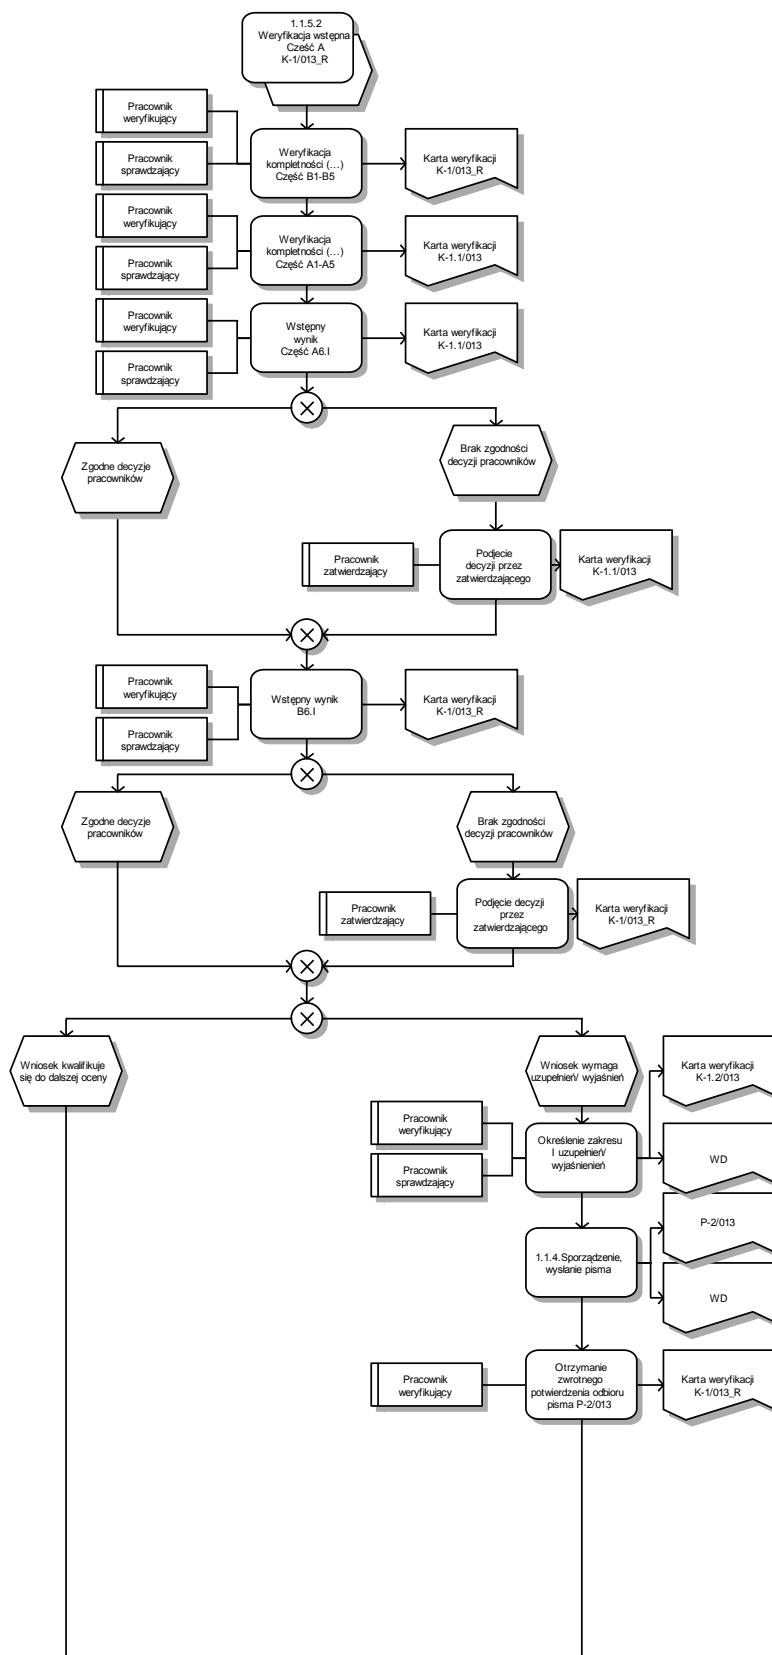 1.1.5.2
Weryfikacja wstępna
Cześć A
K-1/013_R
Pracownik
weryfikujący
Pracownik
sprawdzający
Weryfikacja
kompletności (...)
Część B1-B5
Karta weryfikacji
K-1/013_R
Pracownik
weryfikujący
Pracownik
sprawdzający
Weryfikacja
kompletności (...)
Część A1-A5
Karta weryfikacji
K-1.1/013
Pracownik
weryfikujący
Pracownik
sprawdzający
Wstępny
wynik
Część A6.I
Karta weryfikacji
K-1.1/013
Zgodne decyzje
pracowników
Brak zgodności
decyzji pracowników
Pracownik
zatwierdzający
Podjecie
decyzji przez
zatwierdzającego
Karta weryfikacji
K-1.1/013
Pracownik
weryfikujący
Pracownik
sprawdzający
Wstępny wynik
B6.I
Karta weryfikacji
K-1/013_R
Zgodne decyzje
pracowników
Brak zgodności
decyzji pracowników
Pracownik
zatwierdzający
Podjęcie decyzji
przez
zatwierdzającego
Karta weryfikacji
K-1/013_R
Wniosek kwalifikuje
się do dalszej oceny
Wniosek wymaga
uzupełnień/ wyjaśnień
Karta weryfikacji
K-1.2/013
Pracownik
weryfikujący
Pracownik
sprawdzający
Określenie zakresu
I uzupełnień/
wyjaśnienień
WD
P-2/013
1.1.4.Sporządzenie,
wysłanie pisma
WD
Pracownik
weryfikujący
Otrzymanie
zwrotnego
potwierdzenia odbioru
pisma P-2/013
Karta weryfikacji
K-1/013_R